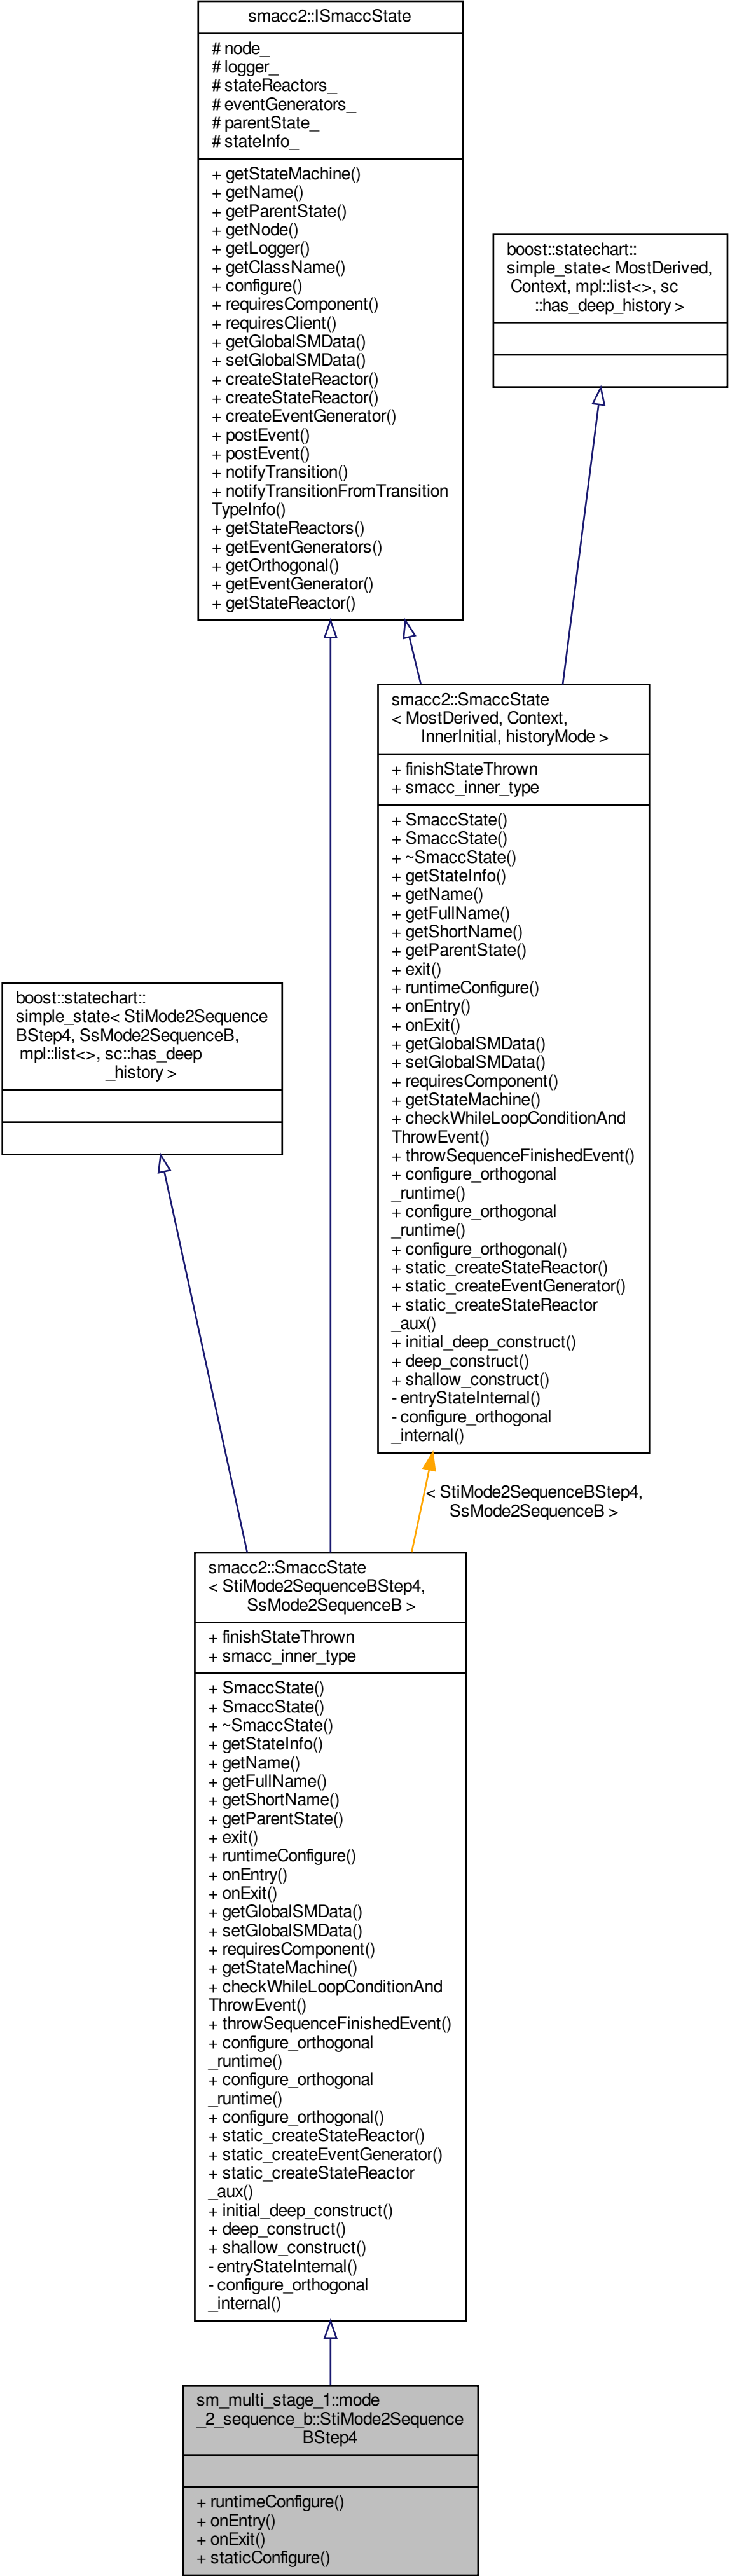 smacc2::ISmaccState
# node_
# logger_
# stateReactors_
# eventGenerators_
# parentState_
# stateInfo_
+ getStateMachine()
+ getName()
+ getParentState()
+ getNode()
+ getLogger()
+ getClassName()
+ configure()
+ requiresComponent()
+ requiresClient()
+ getGlobalSMData()
+ setGlobalSMData()
+ createStateReactor()
+ createStateReactor()
+ createEventGenerator()
+ postEvent()
+ postEvent()
+ notifyTransition()
+ notifyTransitionFromTransition
TypeInfo()
+ getStateReactors()
+ getEventGenerators()
+ getOrthogonal()
+ getEventGenerator()
+ getStateReactor()
boost::statechart::
simple_state< MostDerived,
Context, mpl::list<>, sc
::has_deep_history >
smacc2::SmaccState
< MostDerived, Context,
InnerInitial, historyMode >
+ finishStateThrown
+ smacc_inner_type
+ SmaccState()
+ SmaccState()
+ ~SmaccState()
+ getStateInfo()
+ getName()
+ getFullName()
+ getShortName()
+ getParentState()
+ exit()
+ runtimeConfigure()
+ onEntry()
+ onExit()
+ getGlobalSMData()
+ setGlobalSMData()
+ requiresComponent()
+ getStateMachine()
+ checkWhileLoopConditionAnd
ThrowEvent()
+ throwSequenceFinishedEvent()
+ configure_orthogonal
_runtime()
+ configure_orthogonal
_runtime()
+ configure_orthogonal()
+ static_createStateReactor()
+ static_createEventGenerator()
+ static_createStateReactor
_aux()
+ initial_deep_construct()
+ deep_construct()
+ shallow_construct()
- entryStateInternal()
- configure_orthogonal
_internal()
boost::statechart::
simple_state< StiMode2Sequence
BStep4, SsMode2SequenceB,
mpl::list<>, sc::has_deep
_history >
< StiMode2SequenceBStep4,
SsMode2SequenceB >
smacc2::SmaccState
< StiMode2SequenceBStep4,
SsMode2SequenceB >
+ finishStateThrown
+ smacc_inner_type
+ SmaccState()
+ SmaccState()
+ ~SmaccState()
+ getStateInfo()
+ getName()
+ getFullName()
+ getShortName()
+ getParentState()
+ exit()
+ runtimeConfigure()
+ onEntry()
+ onExit()
+ getGlobalSMData()
+ setGlobalSMData()
+ requiresComponent()
+ getStateMachine()
+ checkWhileLoopConditionAnd
ThrowEvent()
+ throwSequenceFinishedEvent()
+ configure_orthogonal
_runtime()
+ configure_orthogonal
_runtime()
+ configure_orthogonal()
+ static_createStateReactor()
+ static_createEventGenerator()
+ static_createStateReactor
_aux()
+ initial_deep_construct()
+ deep_construct()
+ shallow_construct()
- entryStateInternal()
- configure_orthogonal
_internal()
sm_multi_stage_1::mode
_2_sequence_b::StiMode2Sequence
BStep4
+ runtimeConfigure()
+ onEntry()
+ onExit()
+ staticConfigure()